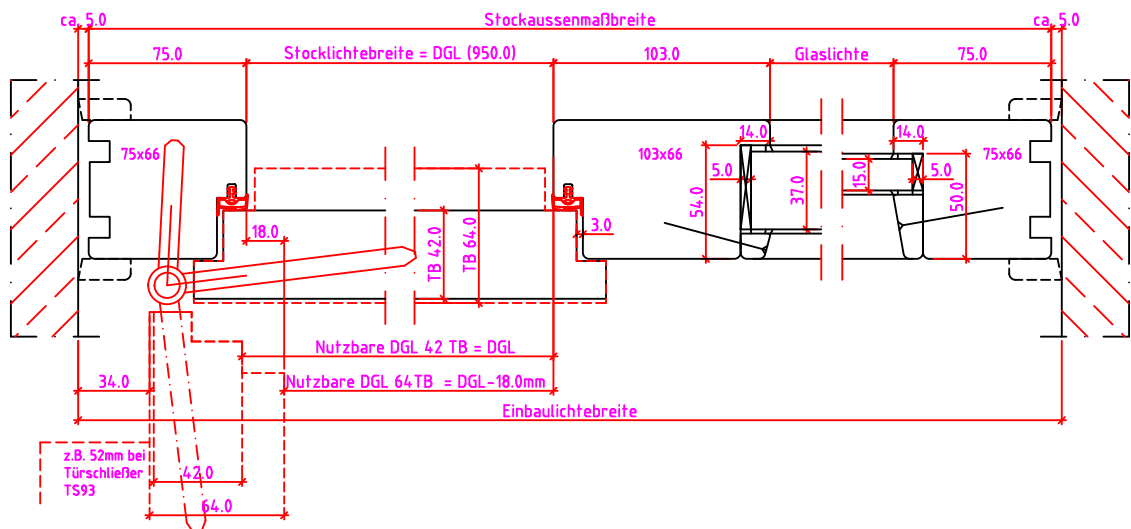 ca. 5.0
Stockaussenmaßbreite
ca. 5.0
75.0
Stocklichtebreite = DGL (950.0)
103.0
Glaslichte
75.0
14.0
14.0
75x66
103x66
75x66
5.0
54.0
37.0
15.0
5.0
50.0
18.0
TB 42.0
TB 64.0
3.0
Nutzbare DGL 42 TB = DGL
34.0
Nutzbare DGL 64TB = DGL-18.0mm
Einbaulichtebreite
z.B. 52mm bei
Türschließer
TS93
42.0
64.0